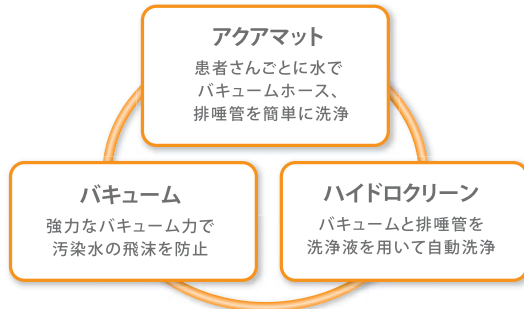 アクアマット
患者さんごとに水で
バキュームホース、
排唾管を簡単に洗浄
バキューム
強力なバキューム力で
汚染水の飛沫を防止
ハイドロクリーン
バキュームと排唾管を
洗浄液を用いて自動洗浄